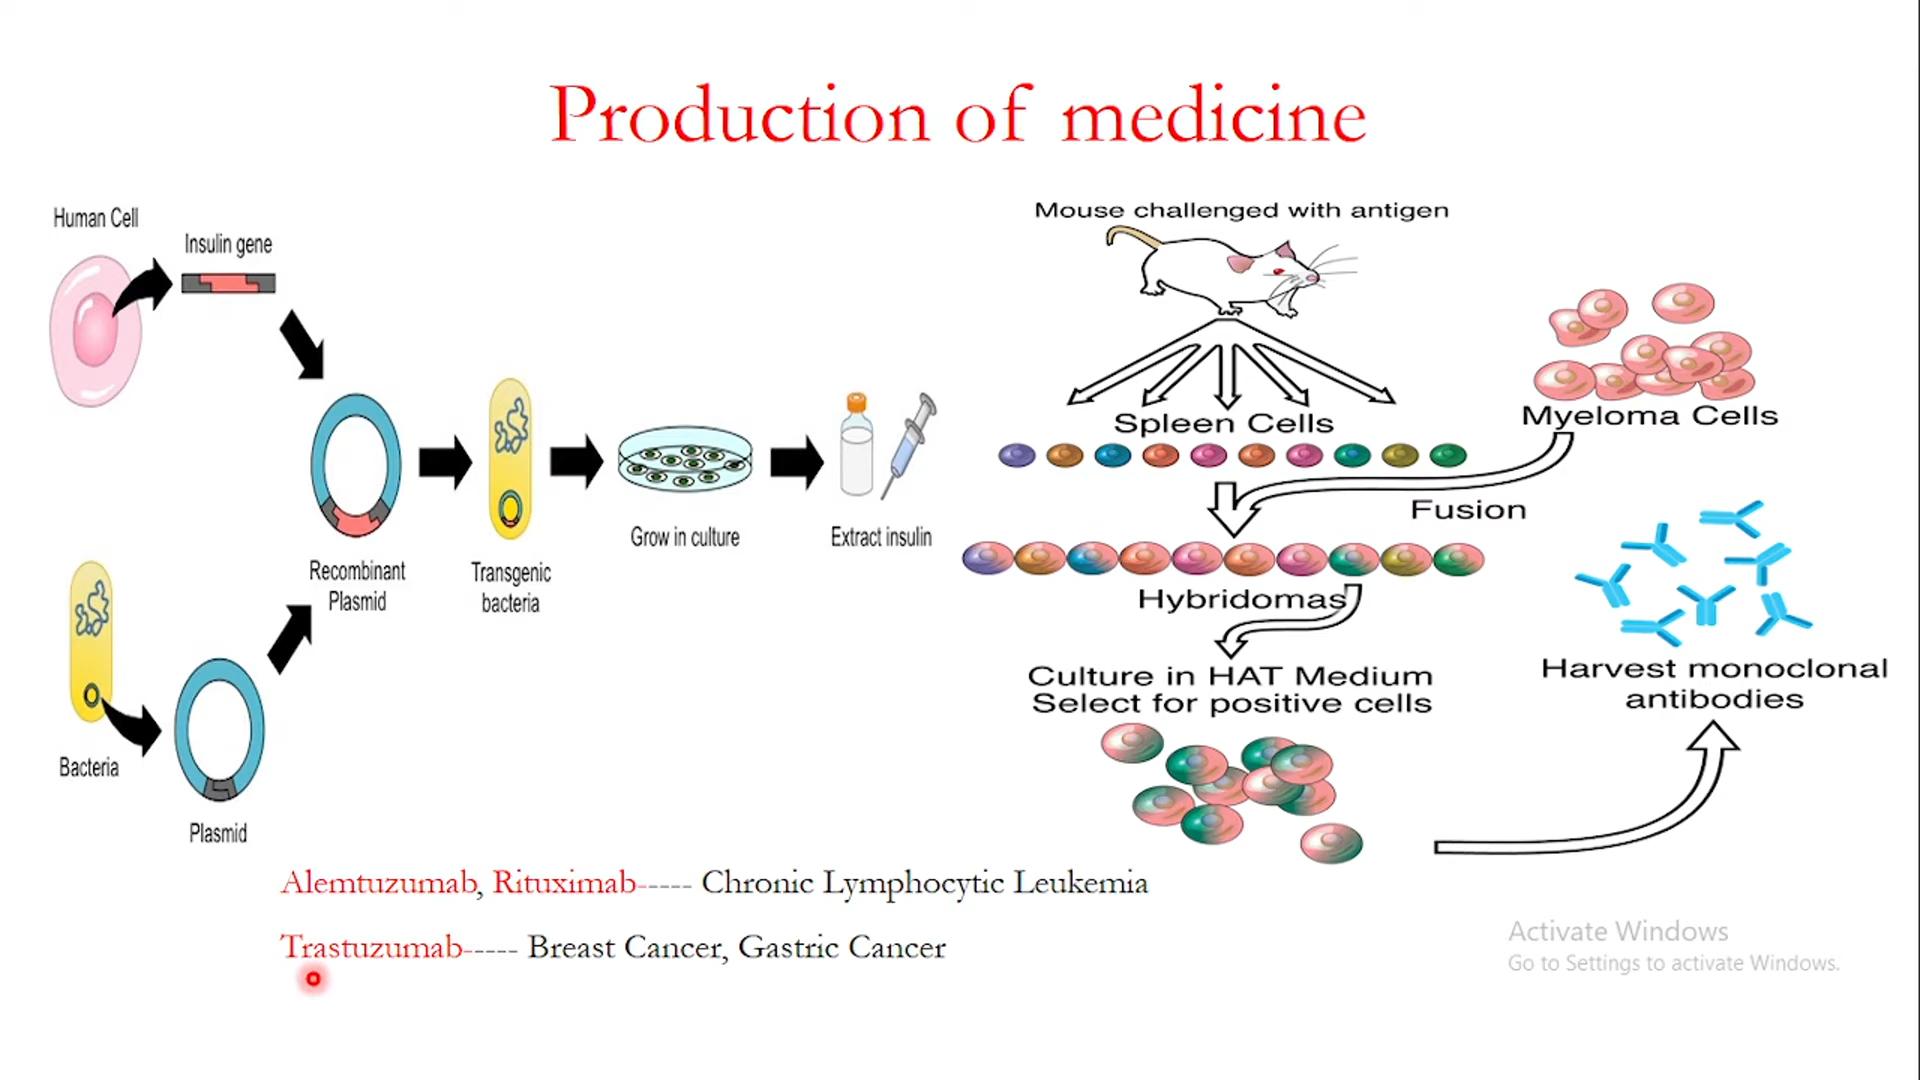 Production of medicine
Human Cell
Insulin gene
Recombinant
Plasmid
Transgenic
bacteria
Grow in culture
Extract insulin
Bacteria
Plasmid
Mouse challenged with antigen
Spleen Cells
Myeloma Cells
Fusion
Hybridomas
Culture in HAT Medium
Select for positive cells
Harvest monoclonal
antibodies
Alemtuzumab, Rituximab----- Chronic Lymphocytic Leukemia
Trastuzumab----- Breast Cancer, Gastric Cancer
Activate Windows
Go to Settings to activate Windows.